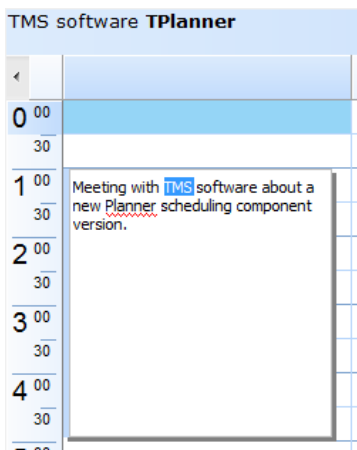 TMS software TPlanner
0 00
30
1 00
Meeting with TMS software about a
new Planner scheduling component
version.
30
2 00
30
3 00
30
4 00
30